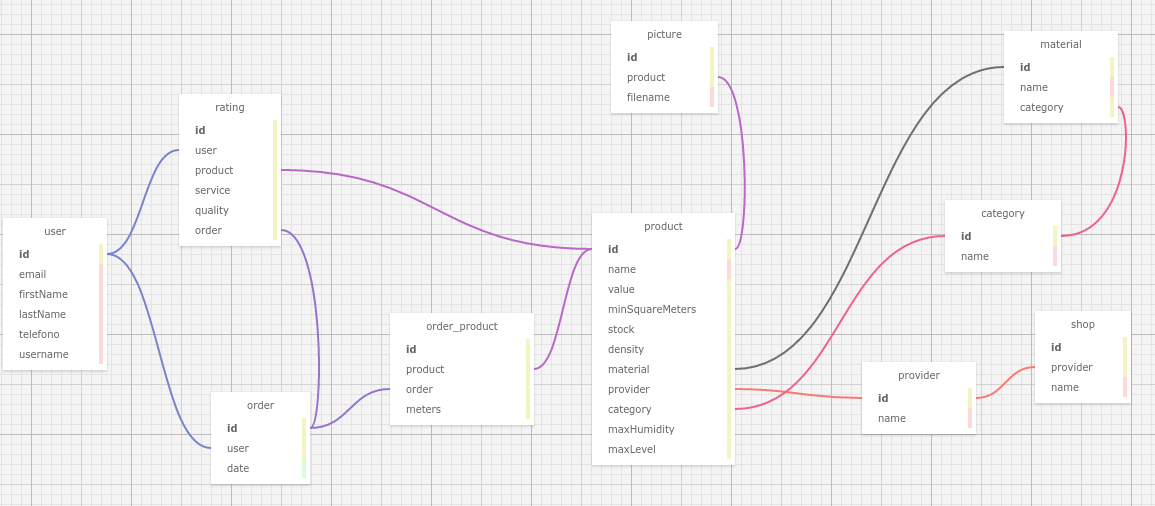 picture
id
product
filename
material
id
name
category
rating
id
user
product
service
quality
order
user
id
email
firstName
lastName
telefono
username
category
id
name
product
id
name
value
minSquareMeters
stock
density
material
provider
category
maxHumidity
maxLevel
order_product
id
product
order
meters
shop
id
provider
name
provider
id
name
order
id
user
date